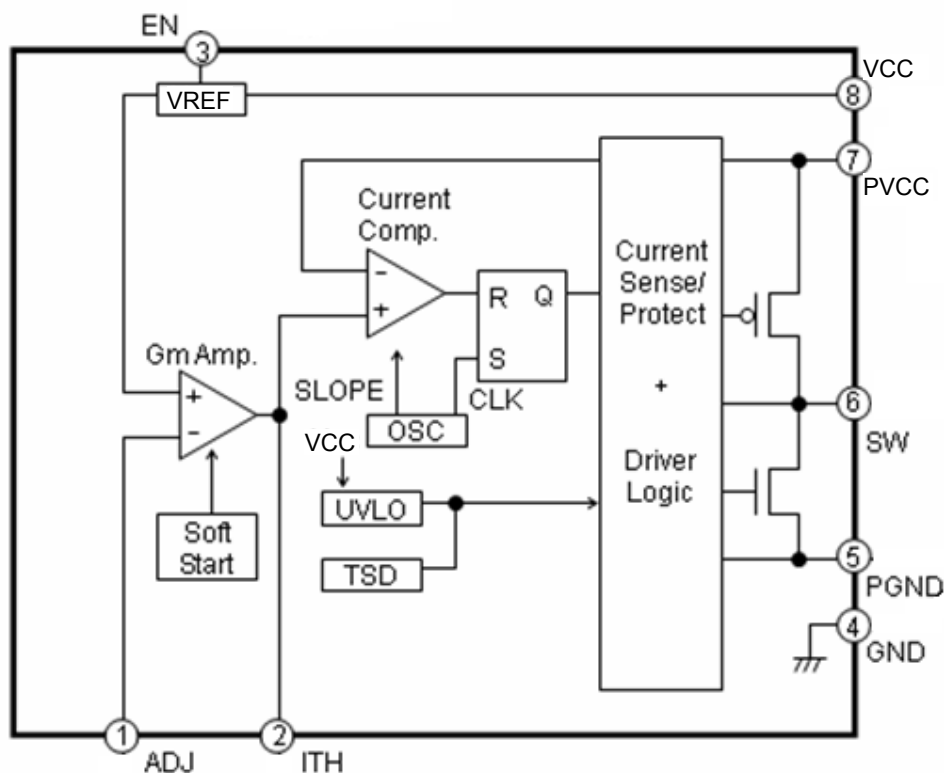 EN
3
VCC
VREF
8
7
PVCC
Current
Comp.
Current
Sense/
Protect
-
+
R Q
S
+
Driver
Logic
Gm Amp.
+
-
SLOPE
CLK
OSC
6
SW
VCC
UVLO
TSD
Soft
Start
5
PGND
4
GND
1
ADJ
2
ITH